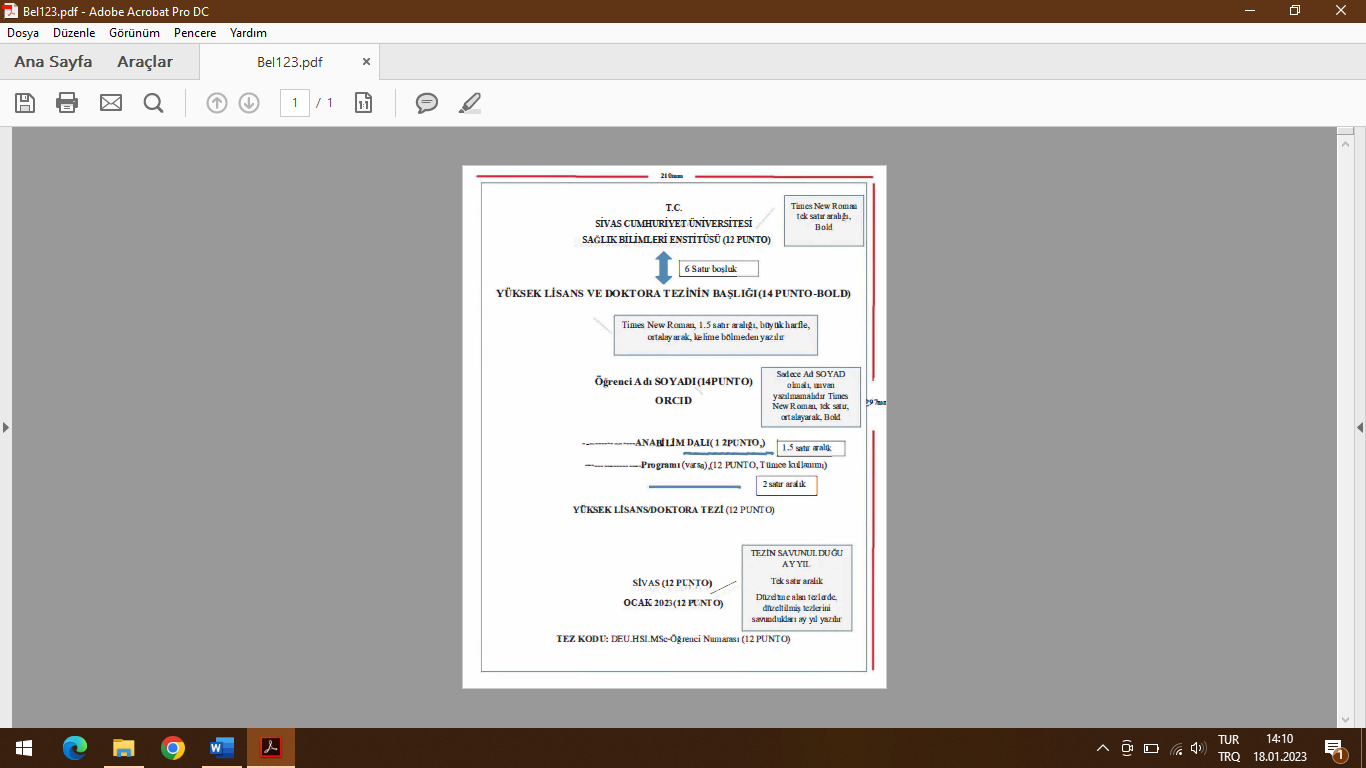 Bel123.pdf - Adobe Acrobat Pro DC
Dosya Düzenle Görünüm Pencere Yardım
Ana Sayfa Araçlar Bel123.pdf
1 / 1
210mm
T.C.
SİVAS CUMHURİYET ÜNİVERSİTESİ
SAĞLIK BİLİMLERİ ENSTİTÜSÜ (12 PUNTO)
Times New Roman
tek satır aralığı,
Bold
6 Satır boşluk
YÜKSEK LİSANS VE DOKTORA TEZİNİN BAŞLIĞI(14 PUNTO-BOLD)
Times New Roman, 1.5 satır aralığı, büyük harfle,
ortalayarak, kelime bölmeden yazılır
Öğrenci Adı SOYADI(14PUNTO)
ORCID
Sadece Ad SOYAD
olmalı, unvan
yazılmamalıdır Times
New Roman, tek satır,
ortalayarak, Bold
297mm
---------------ANABİLİM DALI( 1 2PUNTO,)
1.5 satır aralık
---------------Programı (varsa),(12 PUNTO, Tümce kullanımı)
2 satır aralık
YÜKSEK LİSANS/DOKTORA TEZİ (12 PUNTO)
TEZİN SAVUNULDUĞU
AY YIL
Tek satır aralık
Düzeltme alan tezlerde,
düzeltilmiş tezlerini
savundukları ay yıl yazılır
SİVAS (12 PUNTO)
OCAK 2023(12 PUNTO)
TEZ KODU: DEU.HSI.MSc-Öğrenci Numarası (12 PUNTO)
TUR
TRQ
14:10
18.01.2023
1